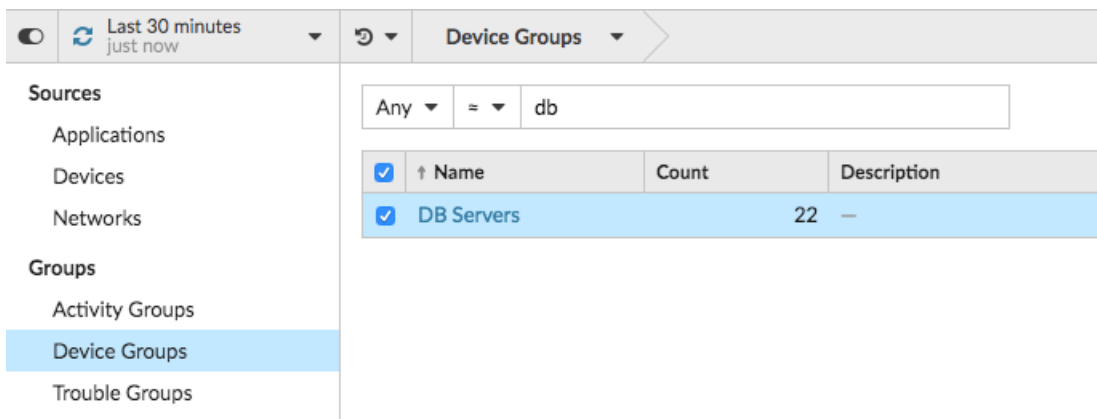 Last 30 minutes
just now
Device Groups
Sources
Applications
Devices
Networks
Groups
Activity Groups
Device Groups
Trouble Groups
Any ≈ db
↑ Name Count Description
DB Servers 22 —